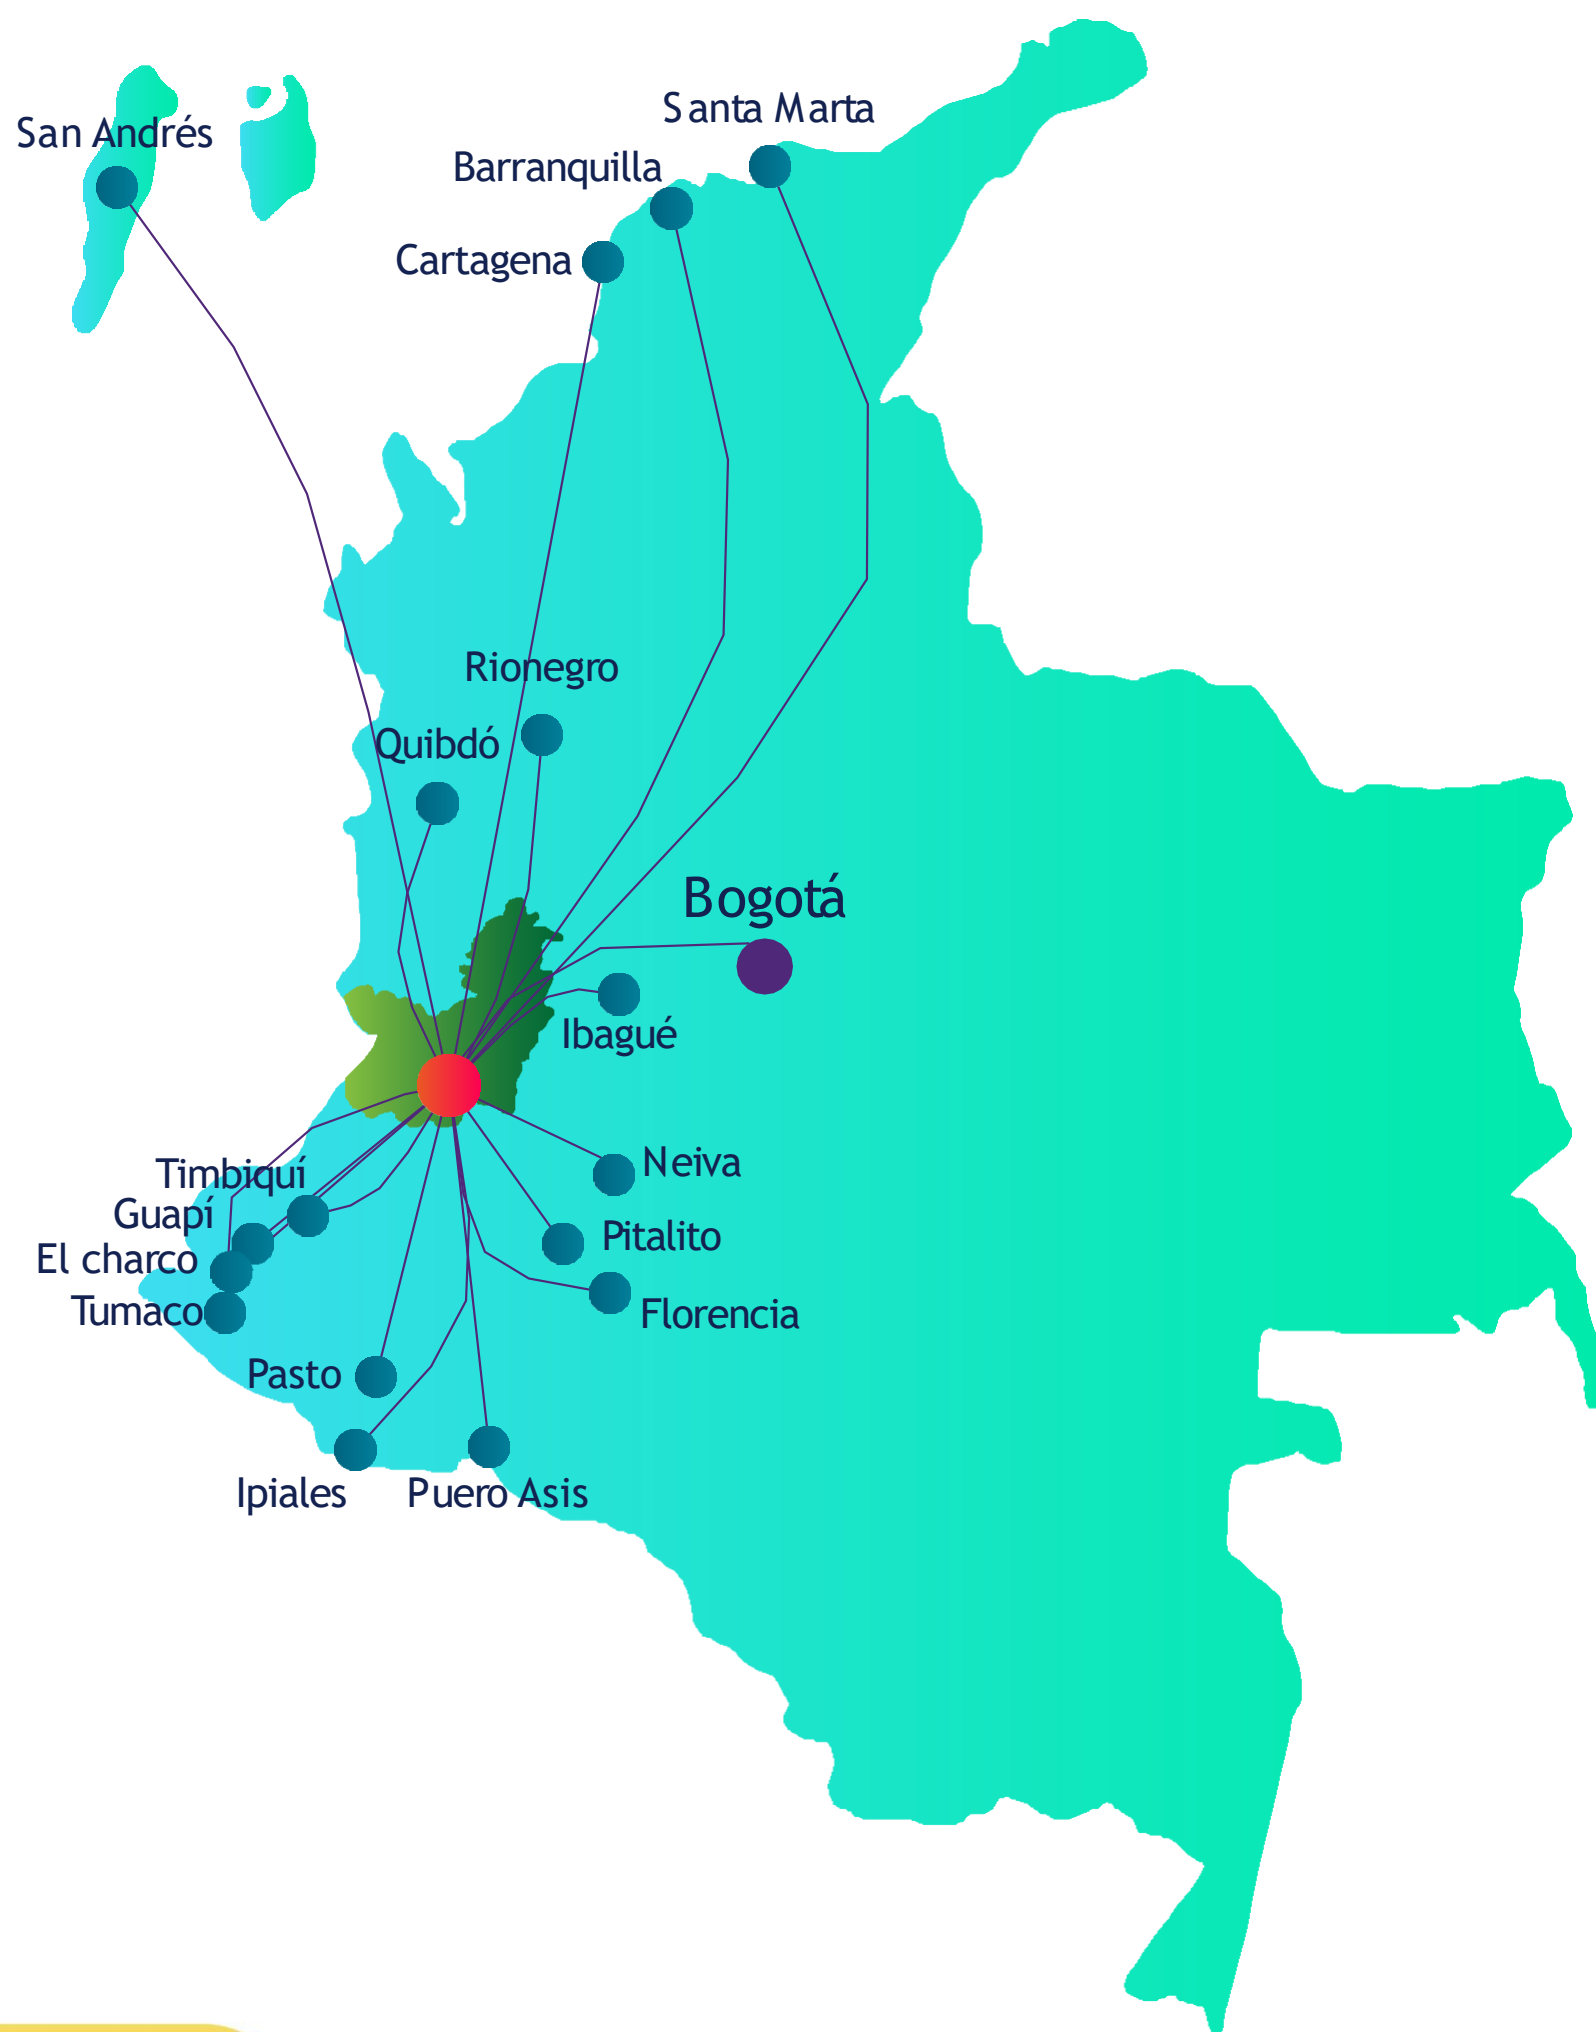 Santa Marta
San Andrés
Barranquilla
Cartagena
Rionegro
Quibdó
Bogotá
Ibagué
Neiva
Timbiquí
Guapí
Pitalito
El charco
Tumaco
Florencia
Pasto
Ipiales
Puero Asis